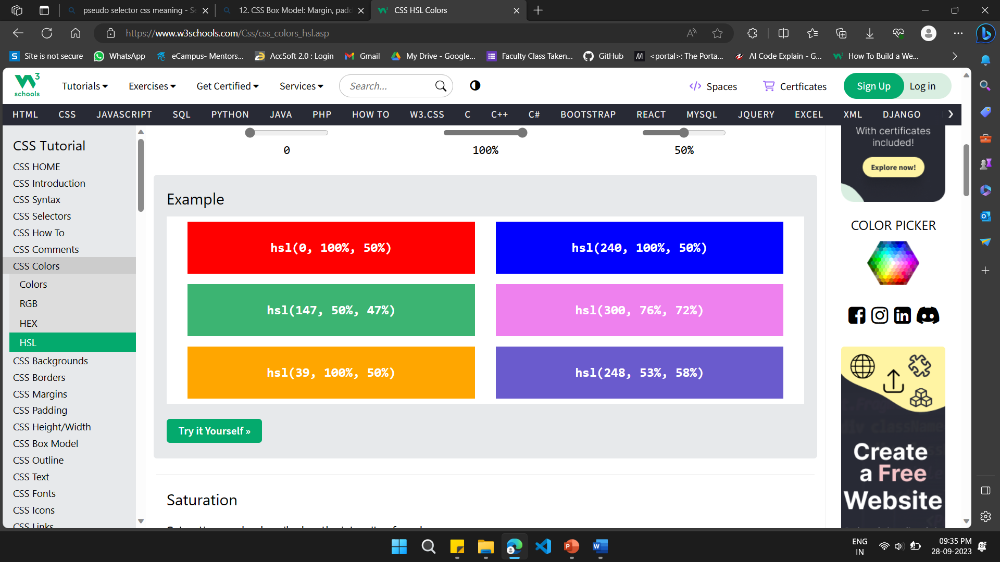 pseudo selector css meaning - Se
12. CSS Box Model: Margin, padd
CSS HSL Colors
https://www.w3schools.com/Css/css_colors_hsl.asp
Site is not secure
WhatsApp
eCampus- Mentors...
AccSoft 2.0 : Login
Gmail
My Drive - Google...
Faculty Class Taken...
GitHub
<portal>: The Porta...
AI Code Explain - G...
How To Build a We...
W3 schools
Tutorials
Exercises
Get Certified
Services
Search...
Spaces
Certficates
Sign Up
Log in
HTML CSS JAVASCRIPT SQL PYTHON JAVA PHP HOW TO W3.CSS C C++ C# BOOTSTRAP REACT MYSQL JQUERY EXCEL XML DJANGO
CSS Tutorial
CSS HOME
CSS Introduction
CSS Syntax
CSS Selectors
CSS How To
CSS Comments
CSS Colors
Colors
RGB
HEX
HSL
CSS Backgrounds
CSS Borders
CSS Margins
CSS Padding
CSS Height/Width
CSS Box Model
CSS Outline
CSS Text
CSS Fonts
CSS Icons
CSS Links
0 100% 50%
Example
hsl(0, 100%, 50%)
hsl(240, 100%, 50%)
hsl(147, 50%, 47%)
hsl(300, 76%, 72%)
hsl(39, 100%, 50%)
hsl(248, 53%, 58%)
Try it Yourself »
Saturation
With certificates
included!
Explore now!
COLOR PICKER
Create
a Free
Website
ENG
IN
09:35 PM
28-09-2023